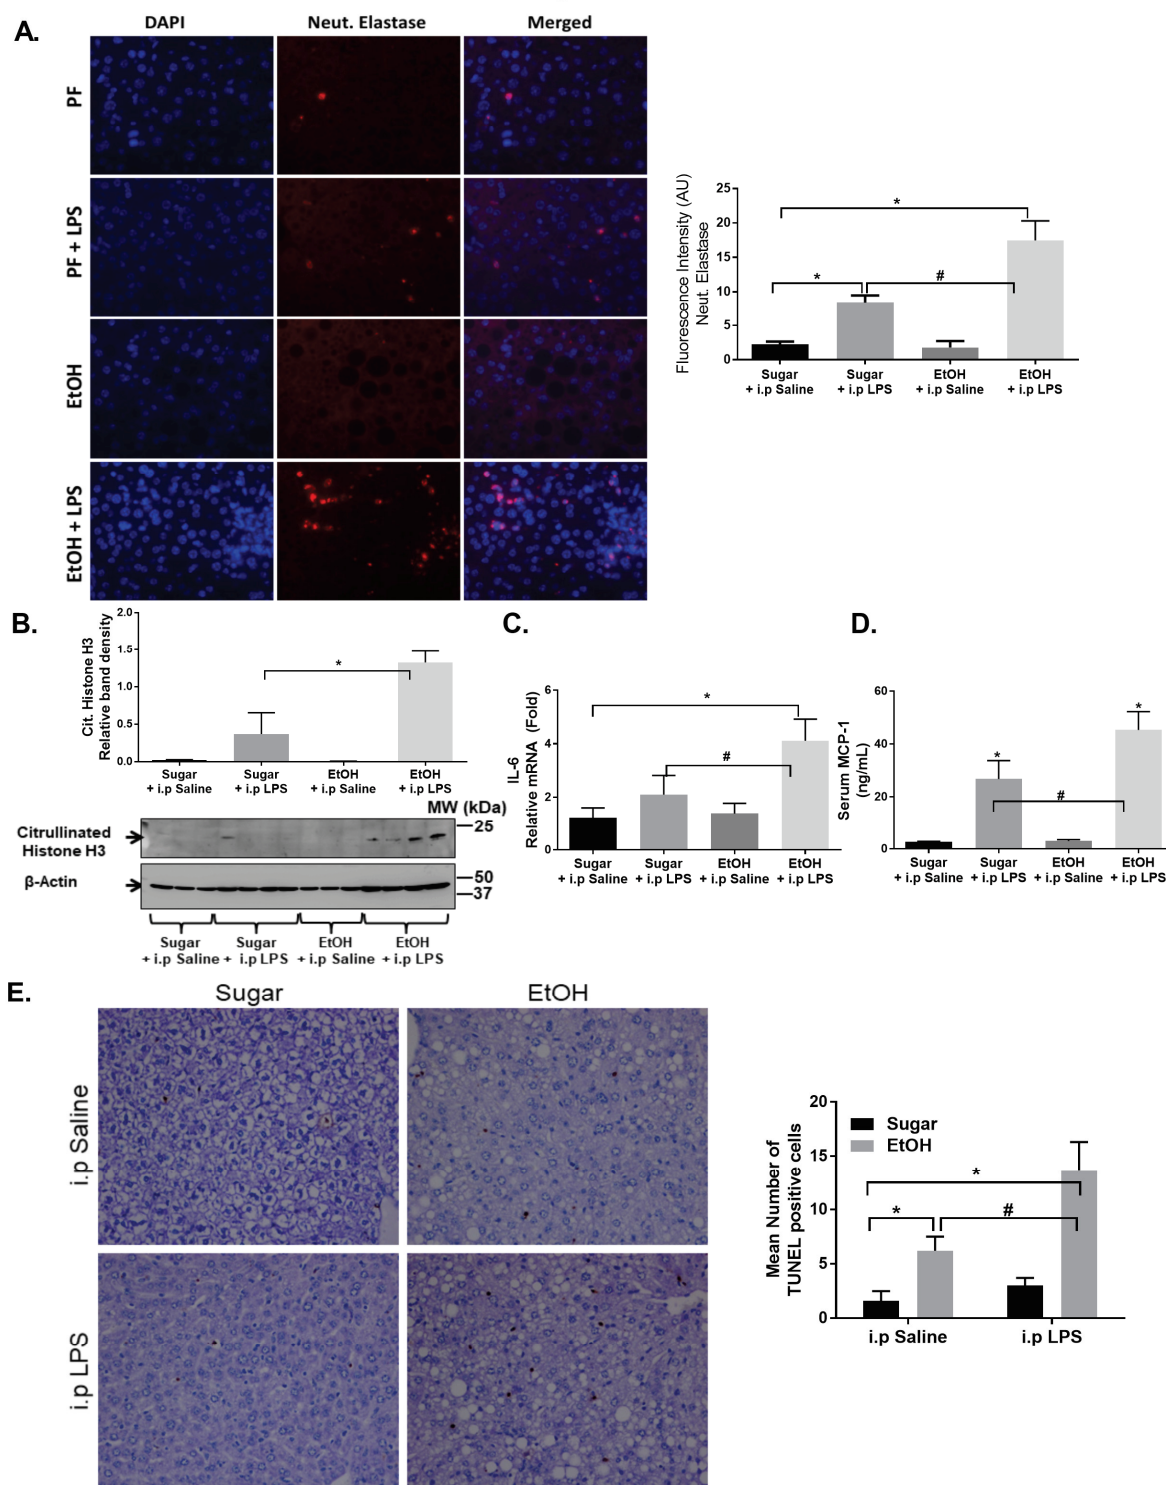 A.
DAPI Neut. Elastase Merged
PF
PF + LPS
EtOH
EtOH + LPS
Fluorescence Intensity (AU)
Neut. Elastase
25
20
15
10
5
0
*
* #
Sugar
+ i.p Saline
Sugar
+ i.p LPS
EtOH
+ i.p Saline
EtOH
+ i.p LPS
B.
Cit. Histone H3
Relative band density
2.0
1.5
1.0
0.5
0.0
*
Sugar
+ i.p Saline
Sugar
+ i.p LPS
EtOH
+ i.p Saline
EtOH
+ i.p LPS
MW (kDa)
Citrullinated
Histone H3
25
β-Actin
50
37
Sugar Sugar EtOH EtOH
+ i.p Saline + i.p LPS + i.p Saline + i.p LPS
C.
IL-6
Relative mRNA (Fold)
6
4
2
0
*
#
Sugar
+ i.p Saline
Sugar
+ i.p LPS
EtOH
+ i.p Saline
EtOH
+ i.p LPS
D.
Serum MCP-1
(ng/mL)
60
40
20
0
*
*
#
Sugar
+ i.p Saline
Sugar
+ i.p LPS
EtOH
+ i.p Saline
EtOH
+ i.p LPS
E.
Sugar EtOH
i.p Saline
i.p LPS
Mean Number of
TUNEL positive cells
20
15
10
5
0
Sugar
EtOH
*
* #
i.p Saline i.p LPS